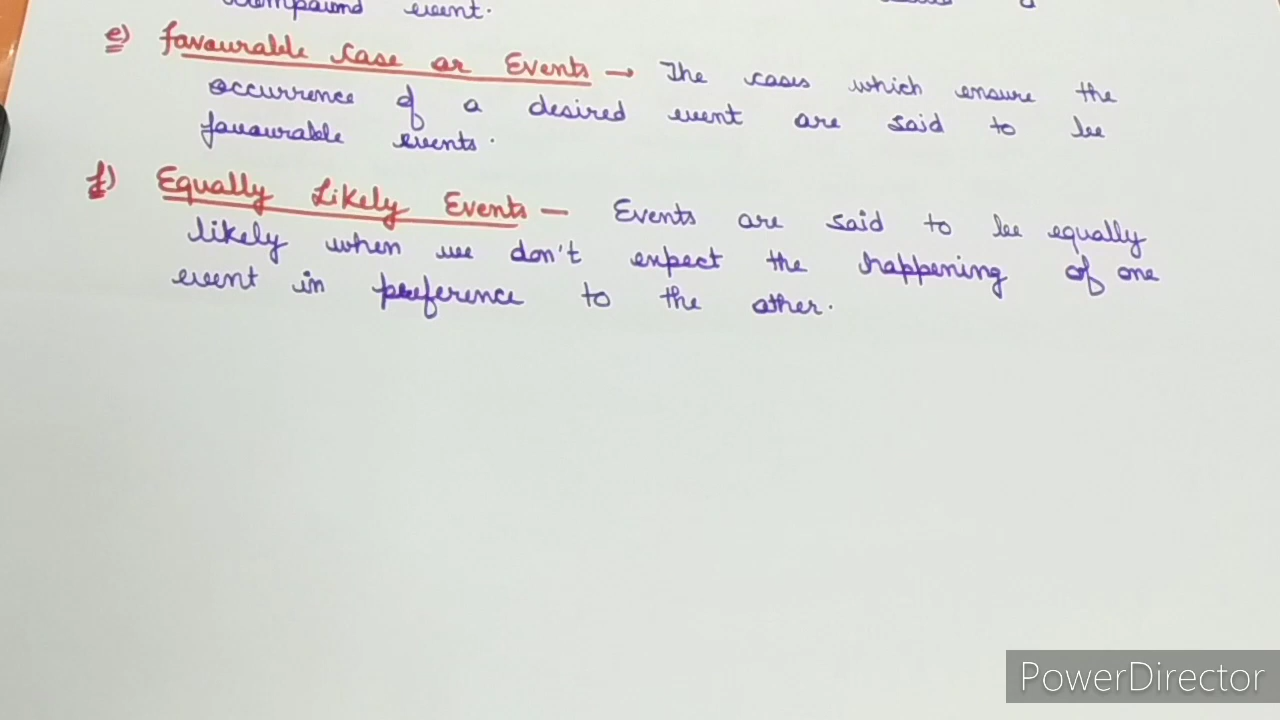 compound event.
e) favourable case or Events → The cases which ensure the
occurrence of a desired event are said to be
favourable events.
f) Equally Likely Events — Events are said to be equally
likely when we don't expect the happening of one
event in preference to the other.
PowerDirector